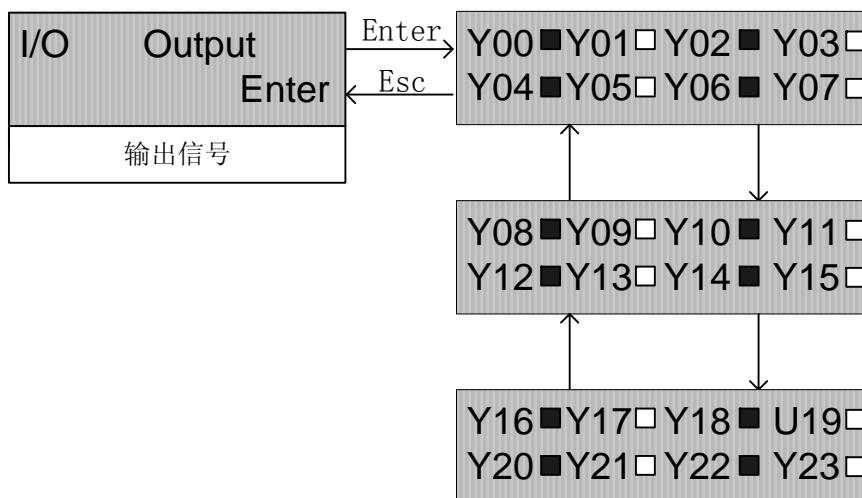 I/O Output
Enter
输出信号
Enter
Esc
Y00 ■ Y01 □ Y02 ■ Y03 □
Y04 ■ Y05 □ Y06 ■ Y07 □
Y08 ■ Y09 □ Y10 ■ Y11 □
Y12 ■ Y13 □ Y14 ■ Y15 □
Y16 ■ Y17 □ Y18 ■ U19 □
Y20 ■ Y21 □ Y22 ■ Y23 □